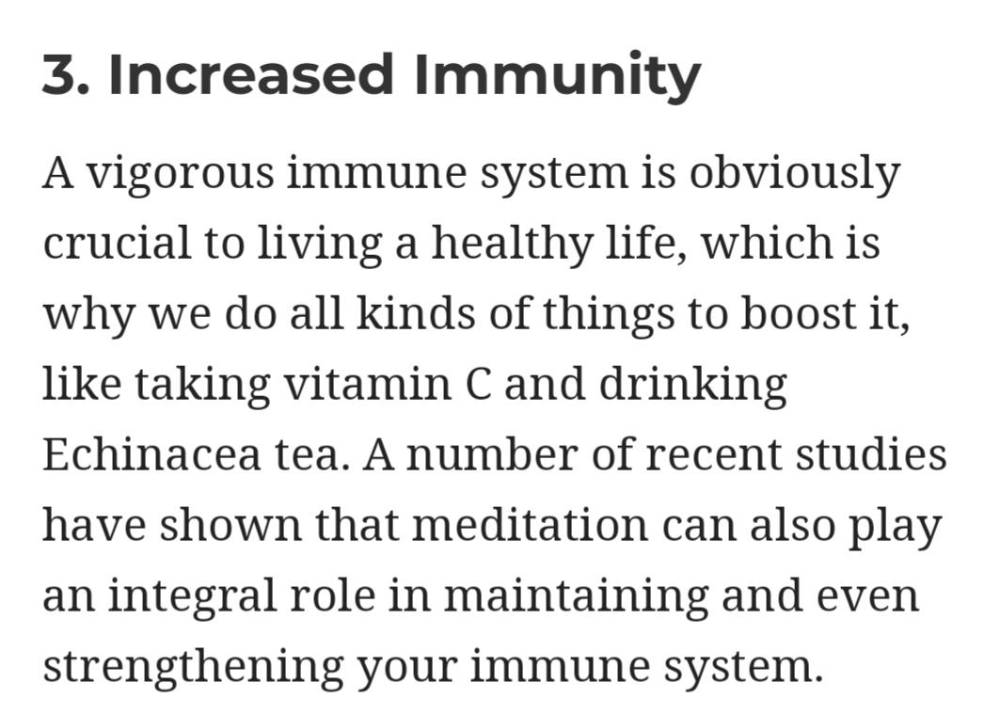 3. Increased Immunity
A vigorous immune system is obviously
crucial to living a healthy life, which is
why we do all kinds of things to boost it,
like taking vitamin C and drinking
Echinacea tea. A number of recent studies
have shown that meditation can also play
an integral role in maintaining and even
strengthening your immune system.